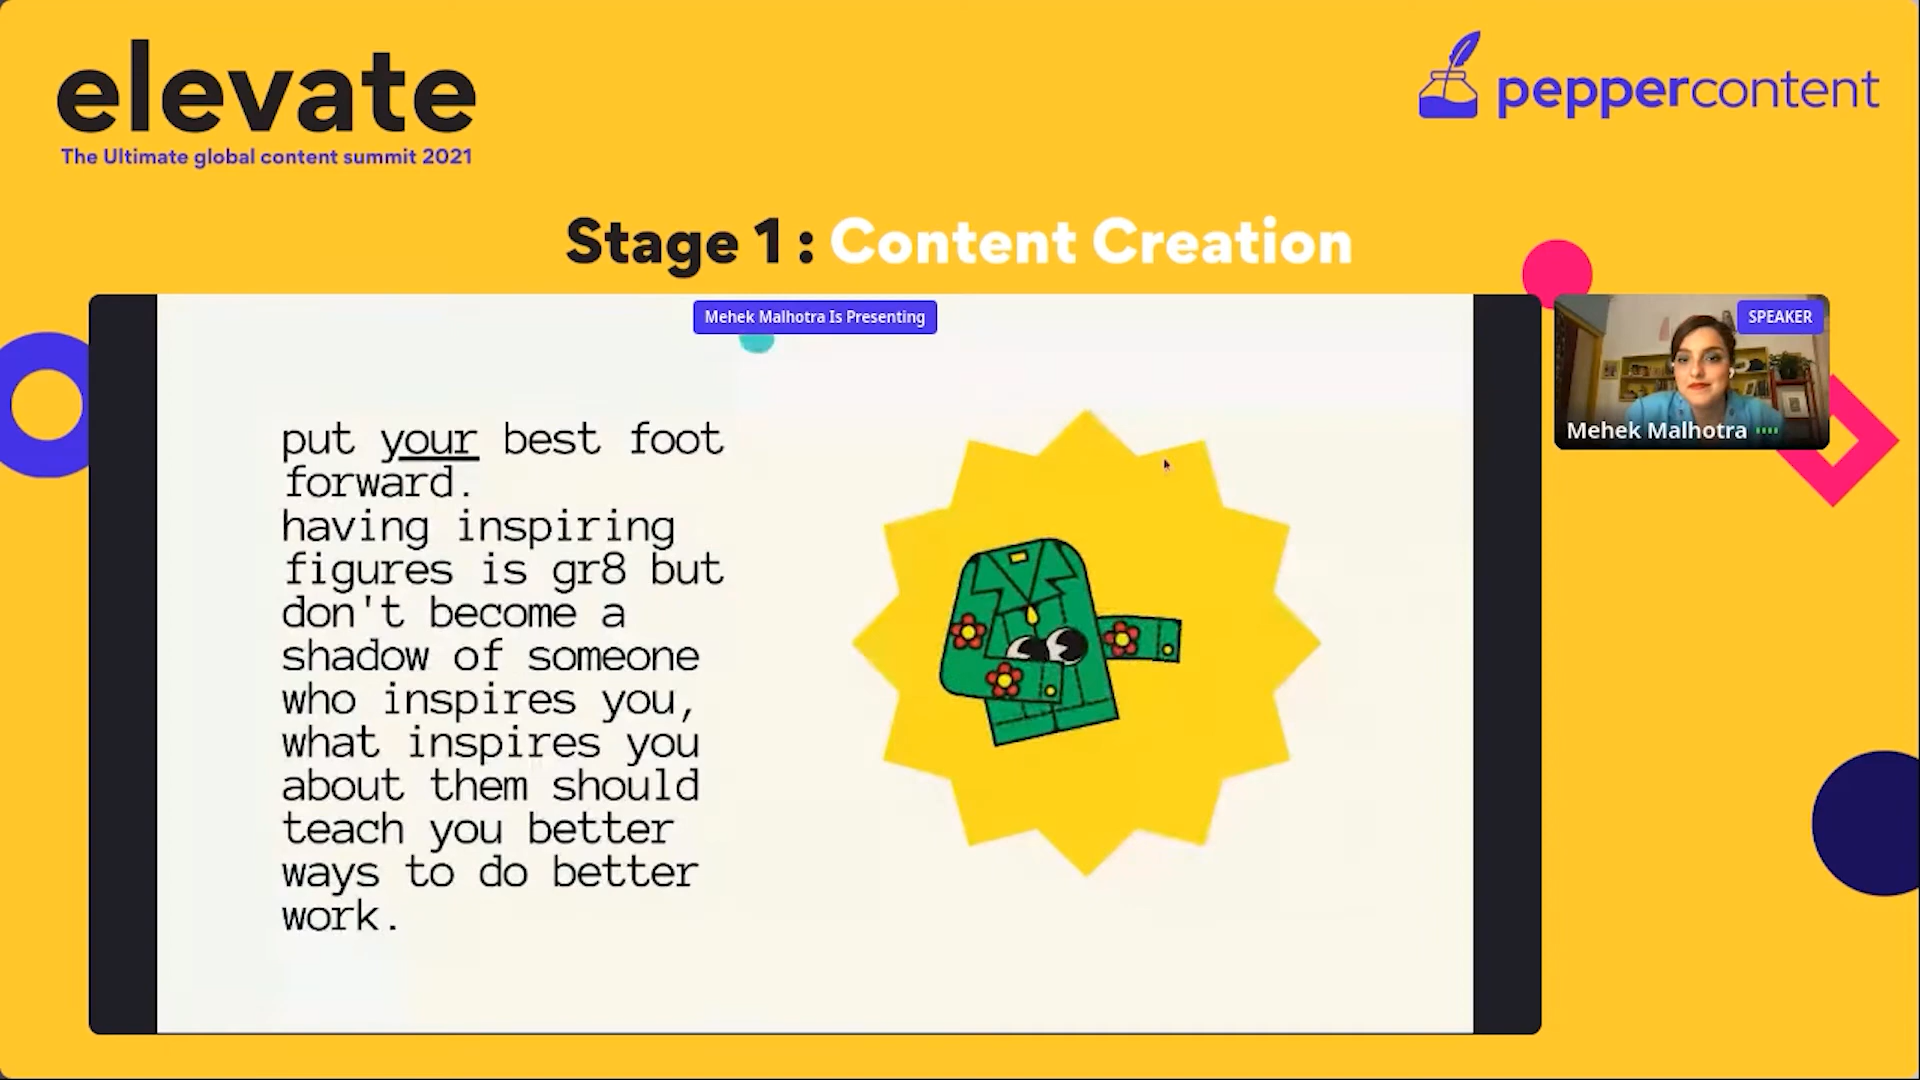 elevate
The Ultimate global content summit 2021
peppercontent
Stage 1 : Content Creation
Mehek Malhotra Is Presenting
SPEAKER
Mehek Malhotra
put your best foot
forward.
having inspiring
figures is gr8 but
don't become a
shadow of someone
who inspires you,
what inspires you
about them should
teach you better
ways to do better
work.